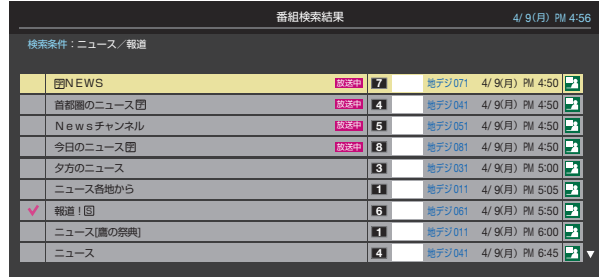 番組検索結果 4/ 9(月) PM 4:56
検索条件：ニュース／報道
字NEWS 放送中 7 地デジ071 4/ 9(月) PM 4:50
首都圏のニュース字 放送中 4 地デジ041 4/ 9(月) PM 4:50
Newsチャンネル 放送中 5 地デジ051 4/ 9(月) PM 4:50
今日のニュース字 放送中 8 地デジ081 4/ 9(月) PM 4:50
夕方のニュース 3 地デジ031 4/ 9(月) PM 5:00
ニュース各地から 1 地デジ011 4/ 9(月) PM 5:05
報道！S 6 地デジ061 4/ 9(月) PM 5:50
ニュース[鷹の祭典] 1 地デジ011 4/ 9(月) PM 6:00
ニュース 4 地デジ041 4/ 9(月) PM 6:45